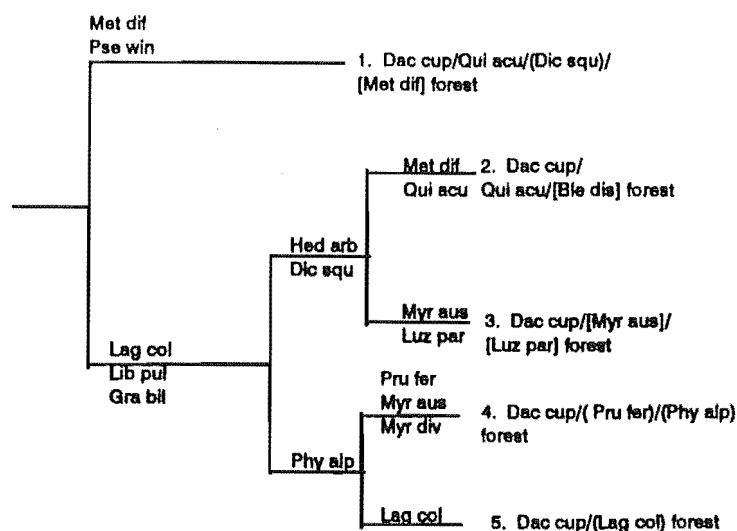 Met dif
Pse win
1. Dac cup/Qui acu/(Dic squ)/
[Met dif] forest
Met dif
Qui acu
2. Dac cup/
Qui acu/[Ble dis] forest
Hed arb
Dic squ
Myr aus
Luz par
3. Dac cup/[Myr aus]/
[Luz par] forest
Lag col
Lib pul
Gra bil
Pru fer
Myr aus
Myr div
4. Dac cup/( Pru fer)/(Phy alp)
forest
Phy alp
Lag col
5. Dac cup/(Lag col) forest